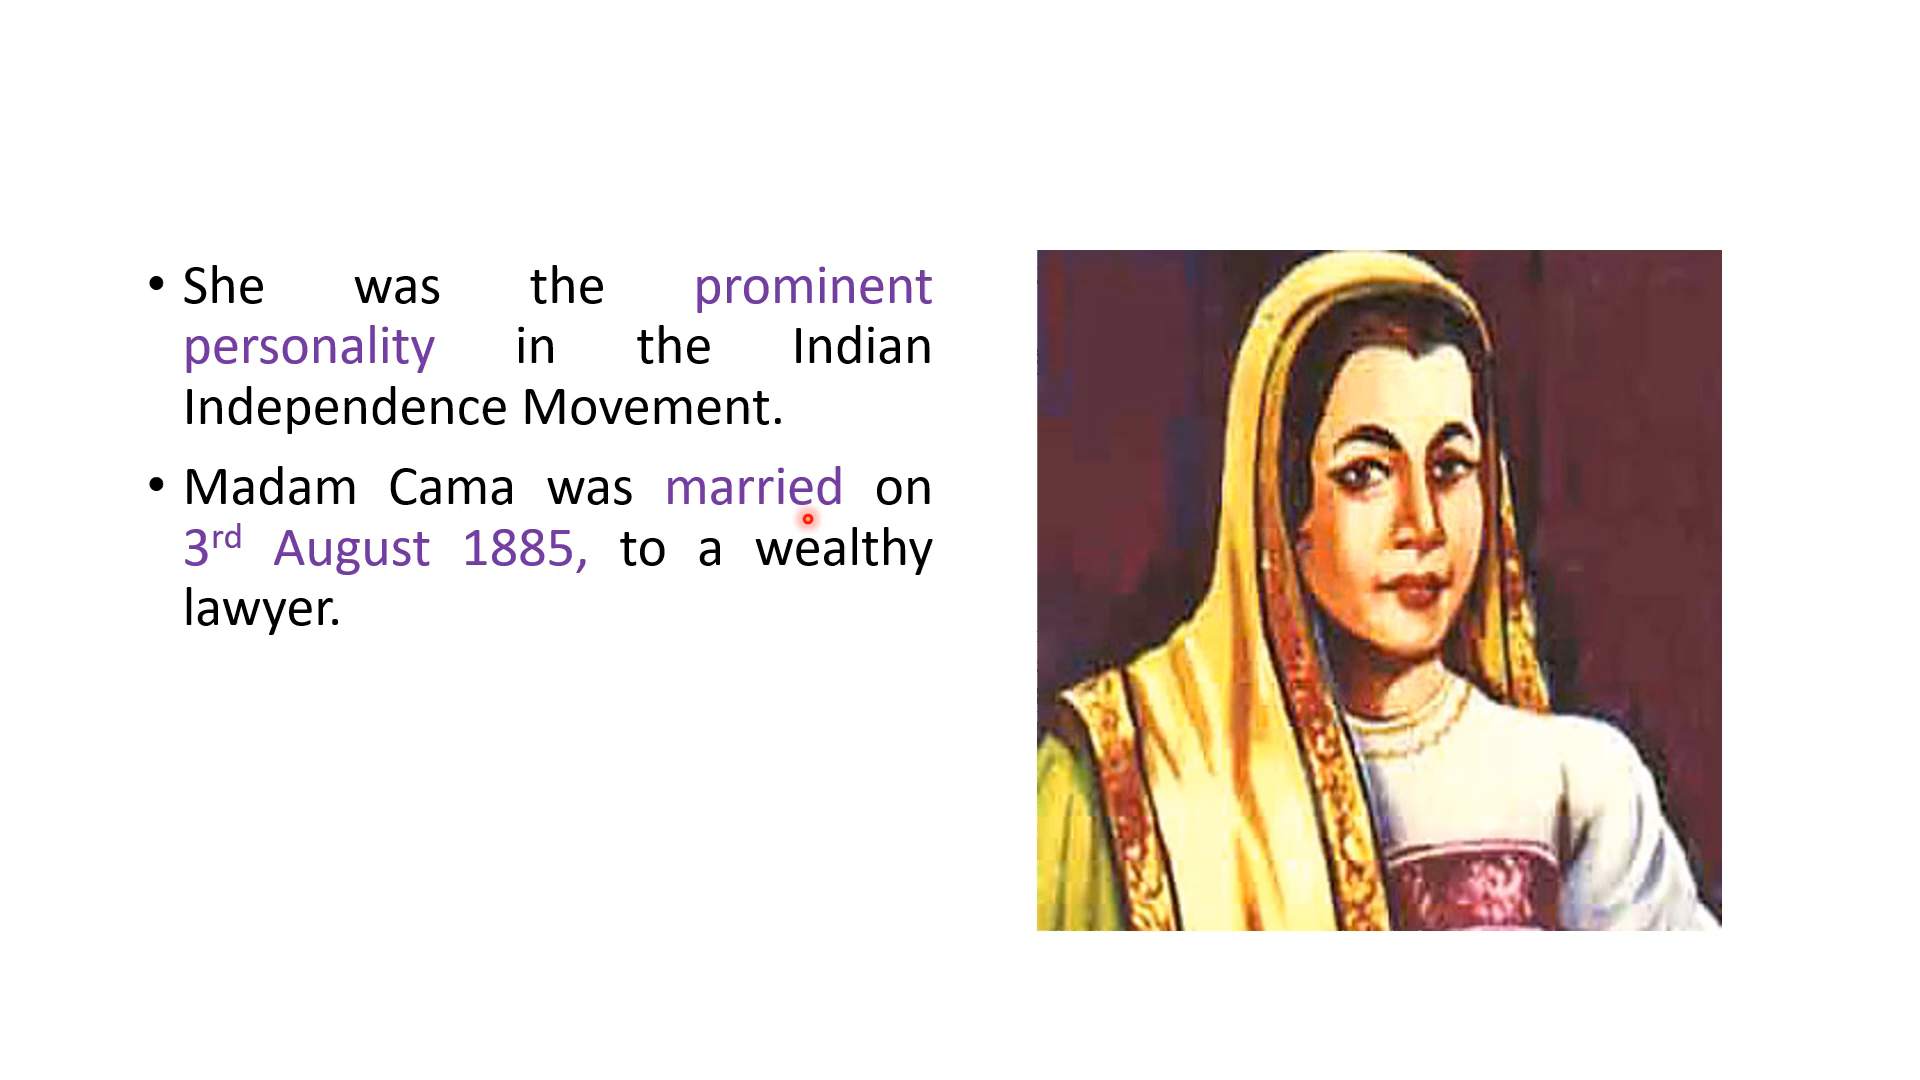 • She was the prominent
personality in the Indian
Independence Movement.
• Madam Cama was married on
3rd August 1885, to a wealthy
lawyer.